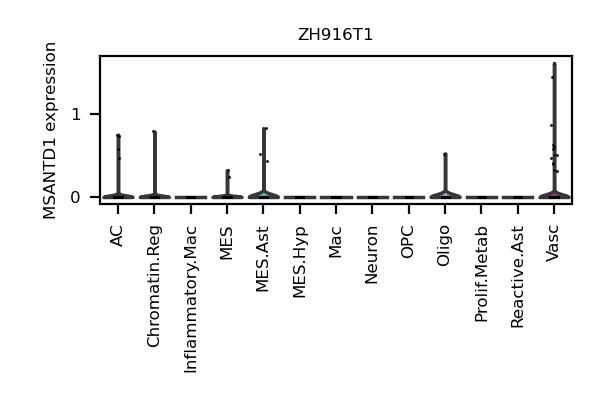 ZH916T1
MSANTD1 expression
1
0
AC
Chromatin.Reg
Inflammatory.Mac
MES
MES.Ast
MES.Hyp
Mac
Neuron
OPC
Oligo
Prolif.Metab
Reactive.Ast
Vasc